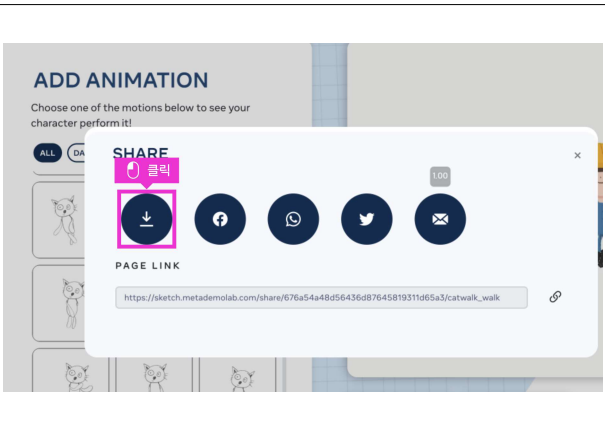 ADD ANIMATION
Choose one of the motions below to see your
character perform it!
ALL
DA
SHARE
클릭
1.00
PAGE LINK
https://sketch.metademolab.com/share/676a54a48d56436d87645819311d65a3/catwalk_walk